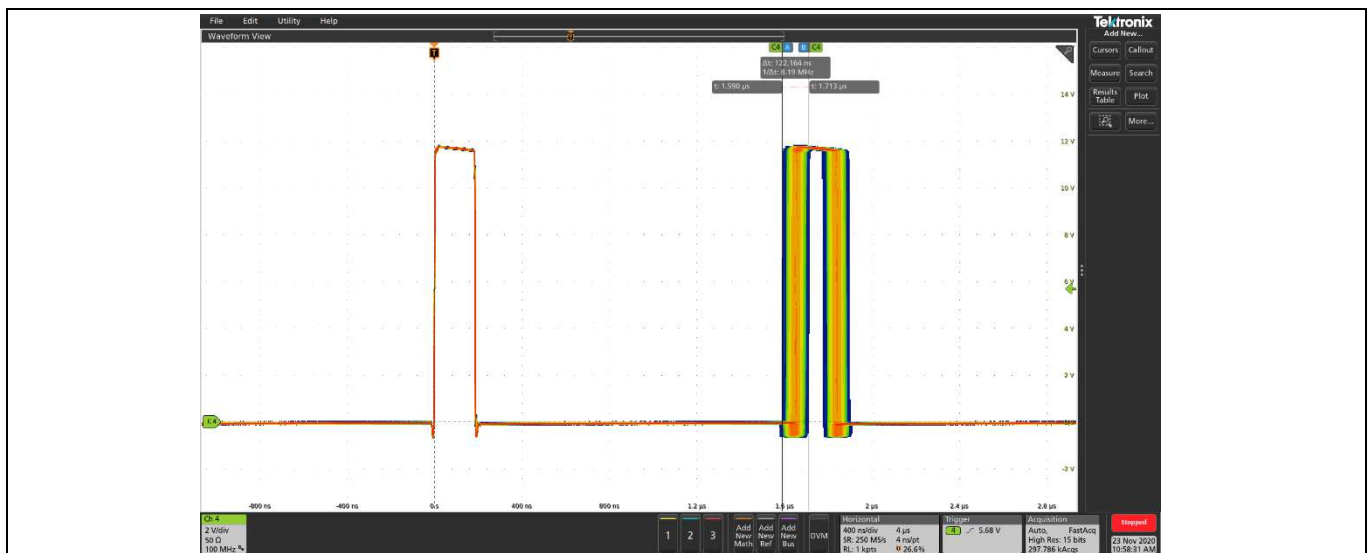 File Edit Utility Help
Tektronix
Waveform View
Add New...
T
C4 A B C4
Cursors Callout
Δt: 122.164 ns
1/Δt: 8.19 MHz
Measure Search
t: 1.590 μs t: 1.713 μs
Results Table Plot
14 V
More...
12 V
10 V
8 V
6 V
4 V
2 V
C4
-2 V
-800 ns -400 ns 0 s 400 ns 800 ns 1.2 μs 1.6 μs 2 μs 2.4 μs 2.8 μs
Ch 4
2 V/div
50 Ω
100 MHz
1 2 3
Add New Math
Add New Ref
Add New Bus
DVM
Horizontal
400 ns/div 4 μs
SR: 250 MS/s 4 ns/pt
RL: 1 kpts 26.6%
Trigger
4 5.68 V
Acquisition
Auto, FastAcq
High Res: 15 bits
297.786 kAcqs
Stopped
23 Nov 2020
10:58:31 AM